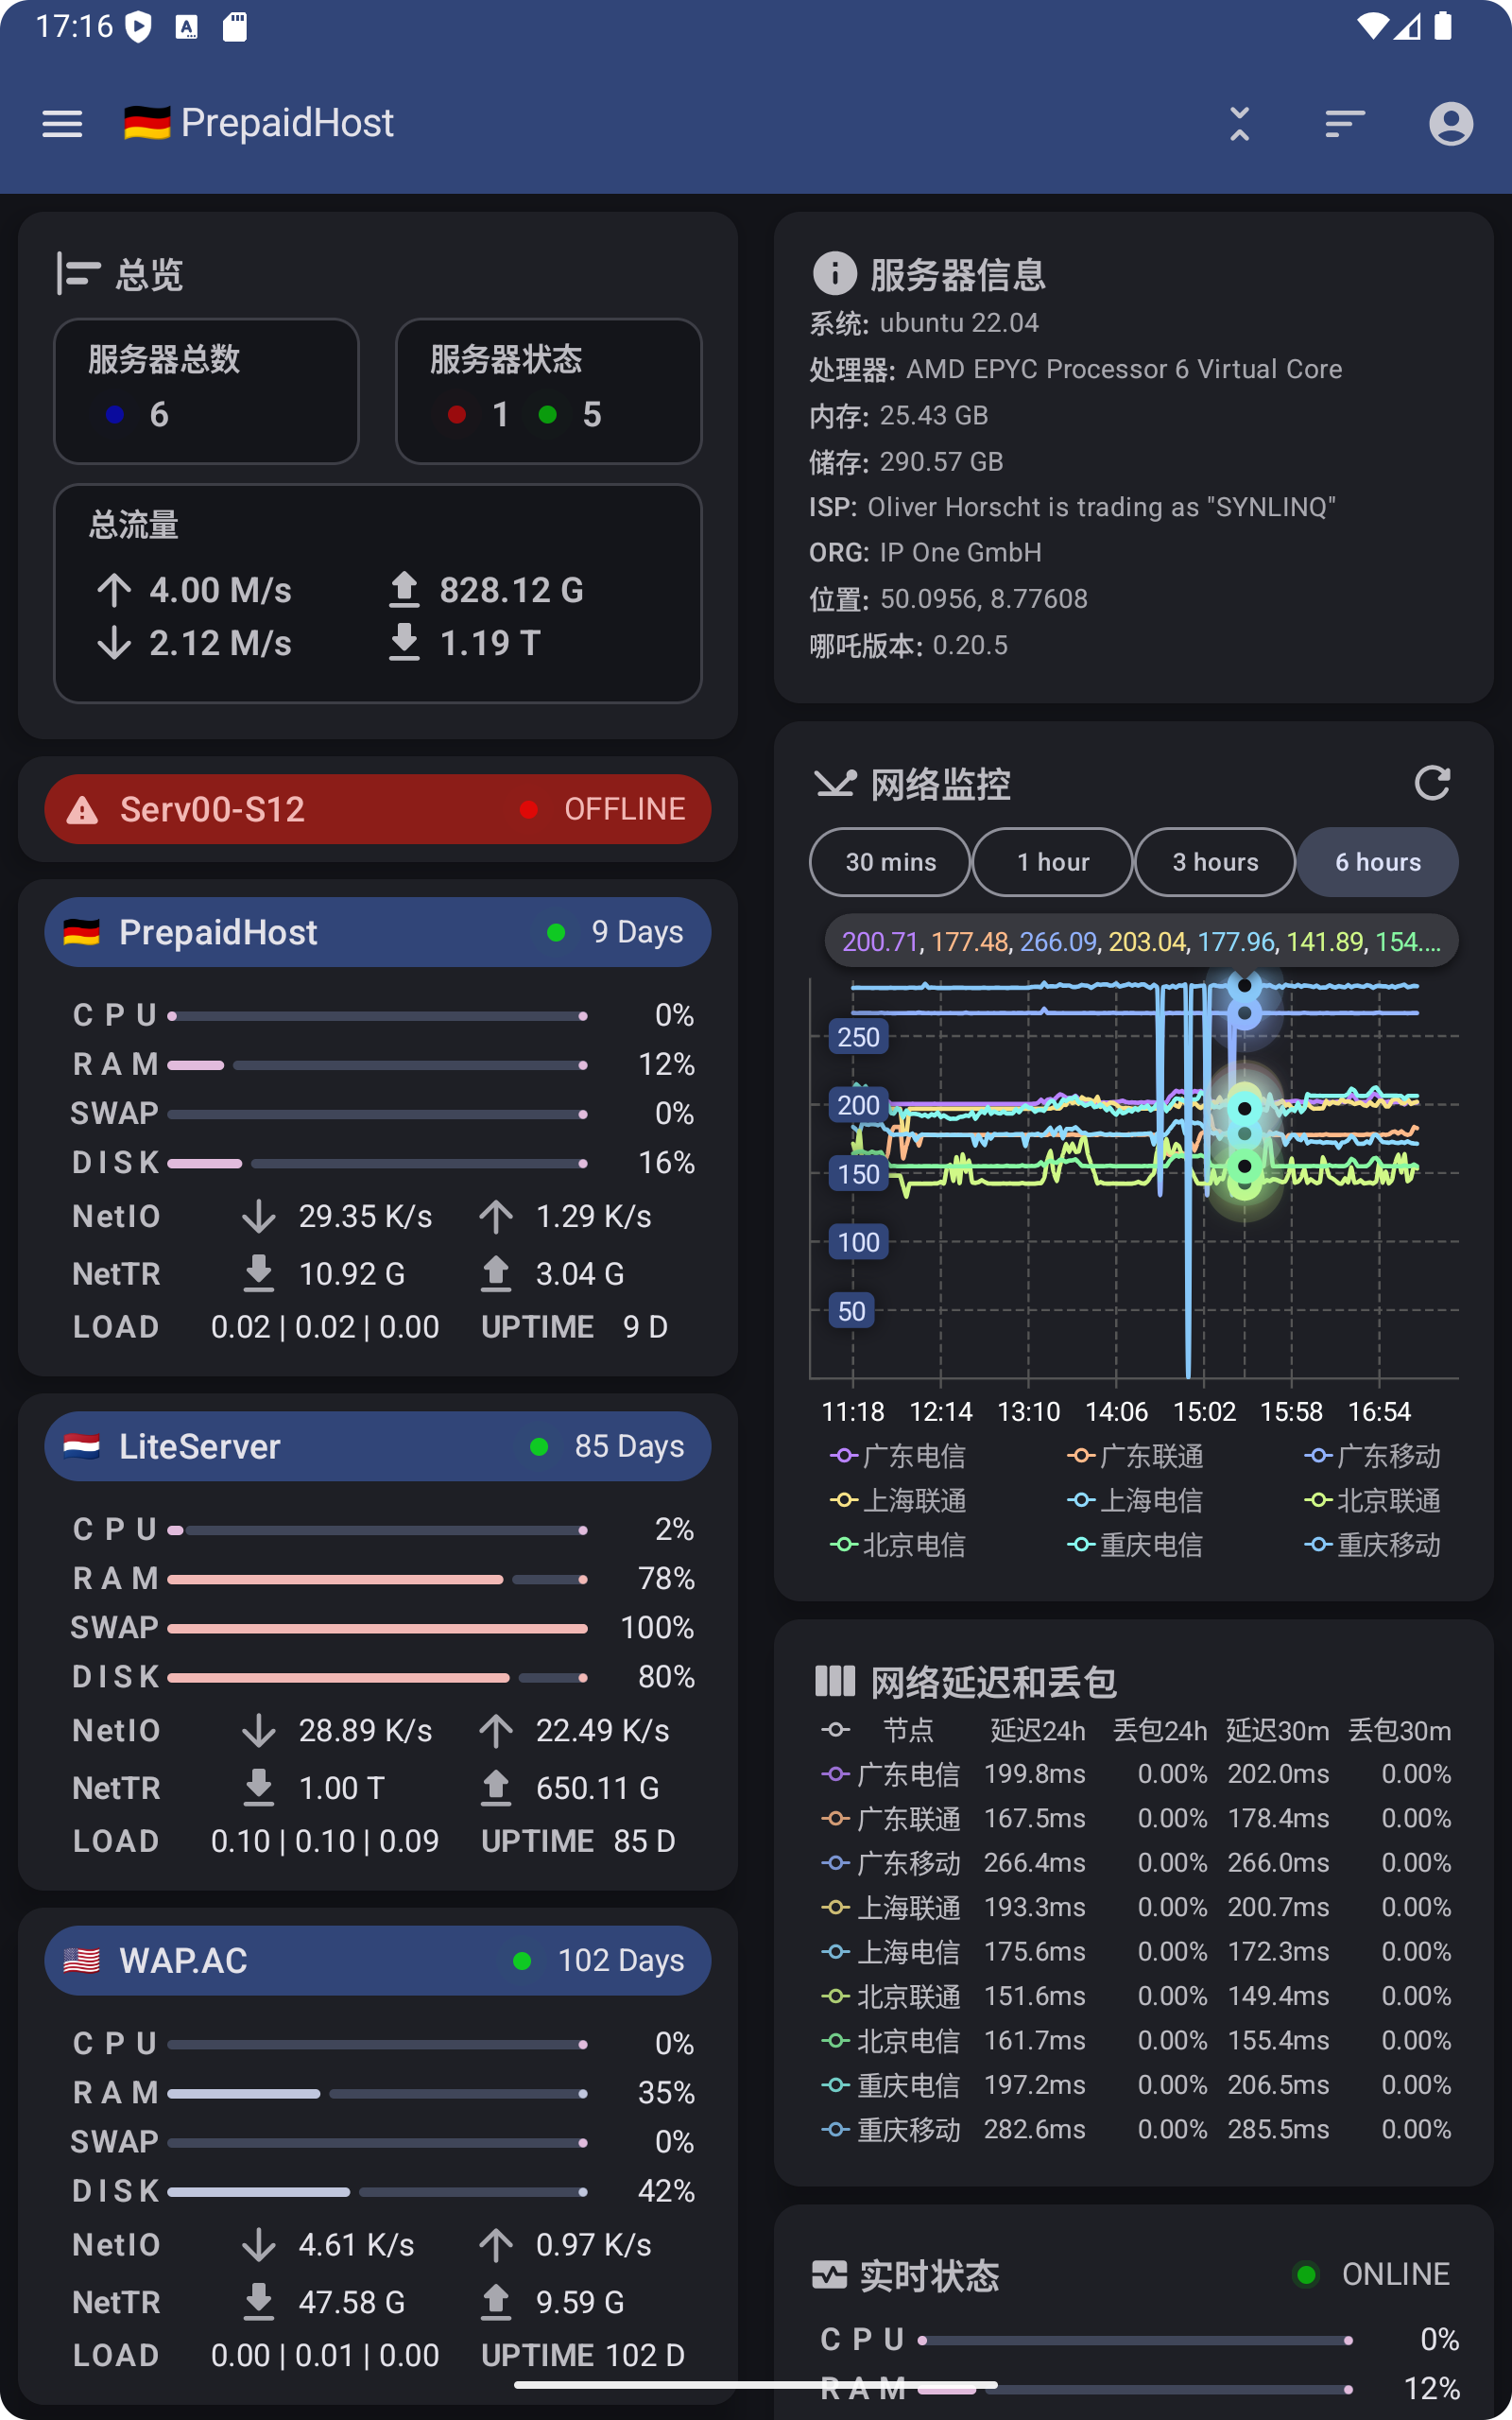 17:16
PrepaidHost
总览
服务器总数
6
服务器状态
1 5
总流量
4.00 M/s 828.12 G
2.12 M/s 1.19 T
Serv00-S12 OFFLINE
PrepaidHost 9 Days
CPU 0%
RAM 12%
SWAP 0%
DISK 16%
NetIO 29.35 K/s 1.29 K/s
NetTR 10.92 G 3.04 G
LOAD 0.02 | 0.02 | 0.00 UPTIME 9 D
LiteServer 85 Days
CPU 2%
RAM 78%
SWAP 100%
DISK 80%
NetIO 28.89 K/s 22.49 K/s
NetTR 1.00 T 650.11 G
LOAD 0.10 | 0.10 | 0.09 UPTIME 85 D
WAP.AC 102 Days
CPU 0%
RAM 35%
SWAP 0%
DISK 42%
NetIO 4.61 K/s 0.97 K/s
NetTR 47.58 G 9.59 G
LOAD 0.00 | 0.01 | 0.00 UPTIME 102 D
服务器信息
系统: ubuntu 22.04
处理器: AMD EPYC Processor 6 Virtual Core
内存: 25.43 GB
储存: 290.57 GB
ISP: Oliver Horscht is trading as "SYNLINQ"
ORG: IP One GmbH
位置: 50.0956, 8.77608
哪吒版本: 0.20.5
网络监控
30 mins 1 hour 3 hours 6 hours
200.71, 177.48, 266.09, 203.04, 177.96, 141.89, 154....
250
200
150
100
50
11:18 12:14 13:10 14:06 15:02 15:58 16:54
广东电信 广东联通 广东移动
上海联通 上海电信 北京联通
北京电信 重庆电信 重庆移动
网络延迟和丢包
节点 延迟24h 丢包24h 延迟30m 丢包30m
广东电信 199.8ms 0.00% 202.0ms 0.00%
广东联通 167.5ms 0.00% 178.4ms 0.00%
广东移动 266.4ms 0.00% 266.0ms 0.00%
上海联通 193.3ms 0.00% 200.7ms 0.00%
上海电信 175.6ms 0.00% 172.3ms 0.00%
北京联通 151.6ms 0.00% 149.4ms 0.00%
北京电信 161.7ms 0.00% 155.4ms 0.00%
重庆电信 197.2ms 0.00% 206.5ms 0.00%
重庆移动 282.6ms 0.00% 285.5ms 0.00%
实时状态 ONLINE
CPU 0%
RAM 12%